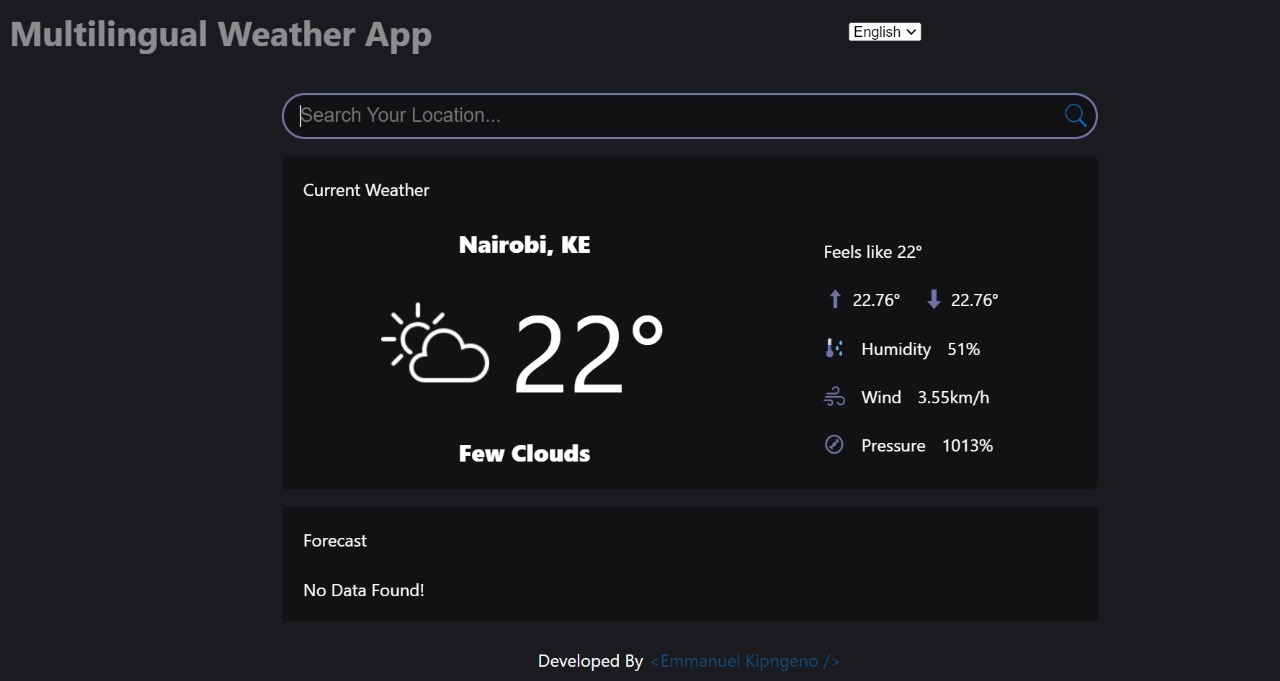 Multilingual Weather App
English
Search Your Location...
Current Weather
Nairobi, KE
22°
Few Clouds
Feels like 22°
22.76° 22.76°
Humidity 51%
Wind 3.55km/h
Pressure 1013%
Forecast
No Data Found!
Developed By <Emmanuel Kipngeno />